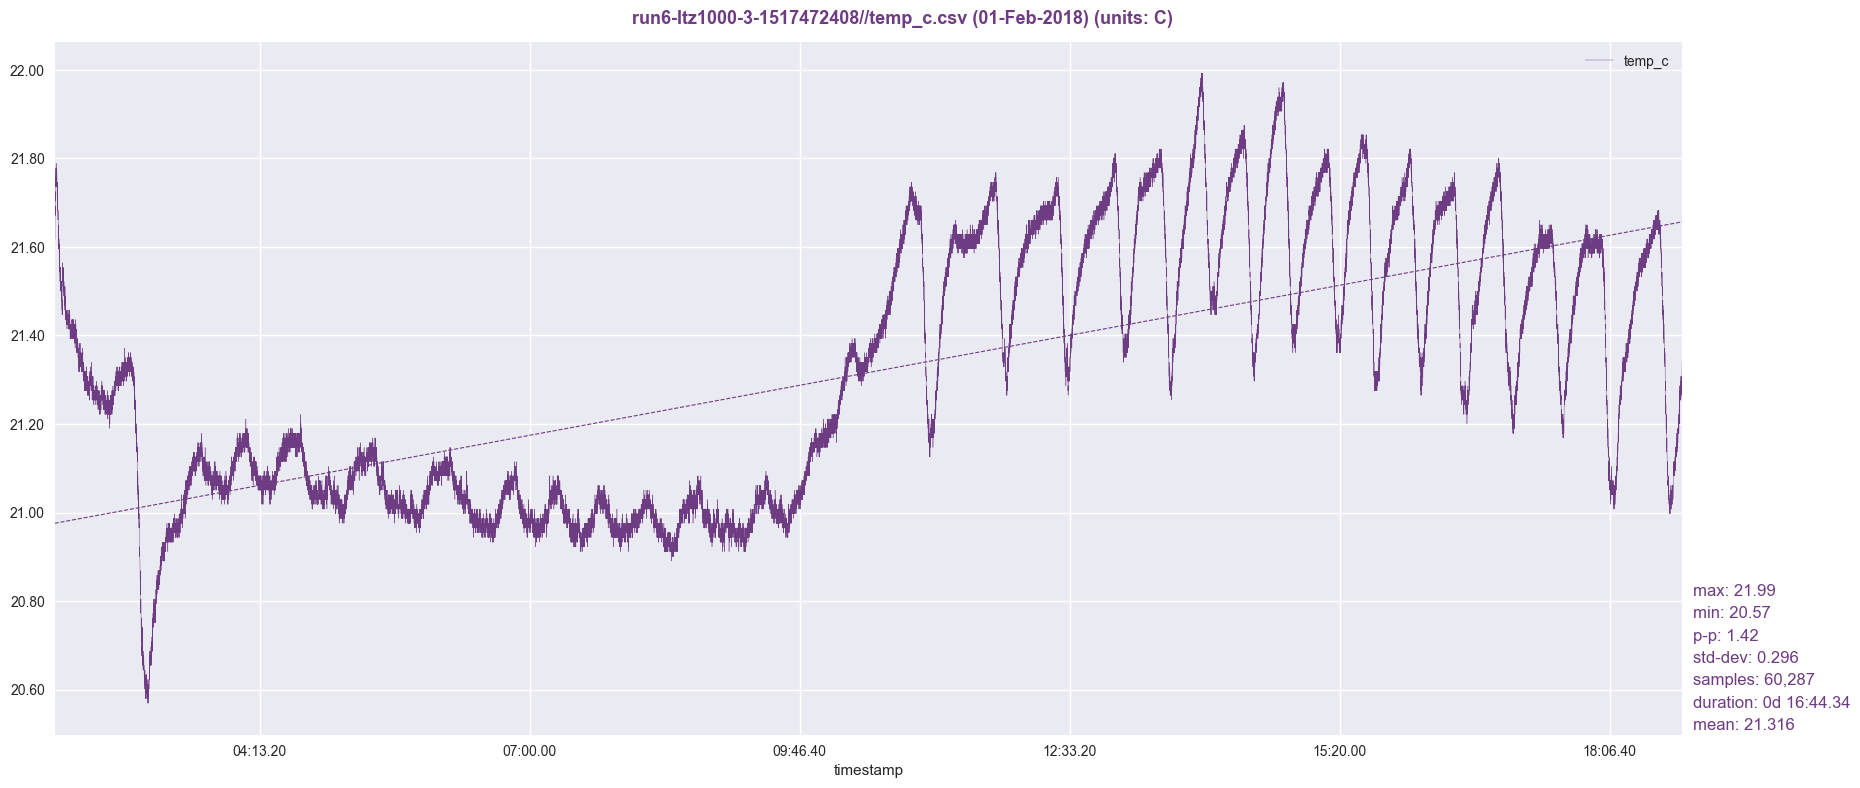 run6-ltz1000-3-1517472408//temp_c.csv (01-Feb-2018) (units: C)
temp_c
22.00
21.80
21.60
21.40
21.20
21.00
20.80
20.60
max: 21.99
min: 20.57
p-p: 1.42
std-dev: 0.296
samples: 60,287
duration: 0d 16:44.34
mean: 21.316
04:13.20 07:00.00 09:46.40 12:33.20 15:20.00 18:06.40
timestamp